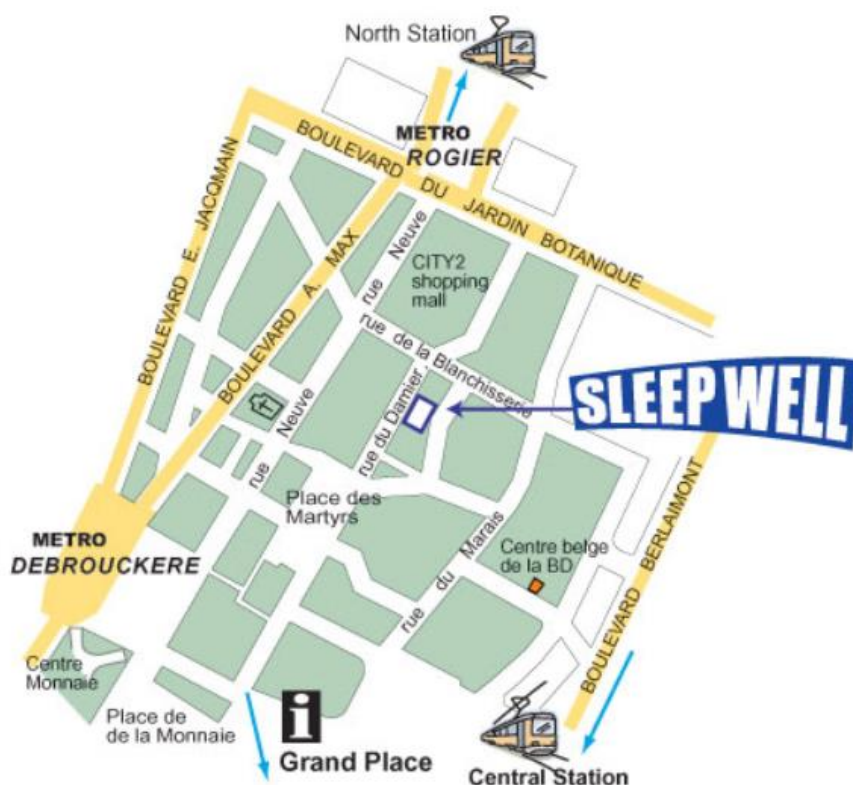 North Station
METRO
ROGIER
BOULEVARD DU JARDIN BOTANIQUE
BOULEVARD E. JACQMAIN
BOULEVARD A. MAX
rue Neuve
CITY2
shopping
mall
rue de la Blanchisserie
SLEEP WELL
rue du Damier
rue Neuve
Place des
Martyrs
METRO
DEBROUCKERE
rue du Marais
Centre belge
de la BD
BOULEVARD BERLAIMONT
Centre
Monnaie
Place de
de la Monnaie
i
Grand Place
Central Station